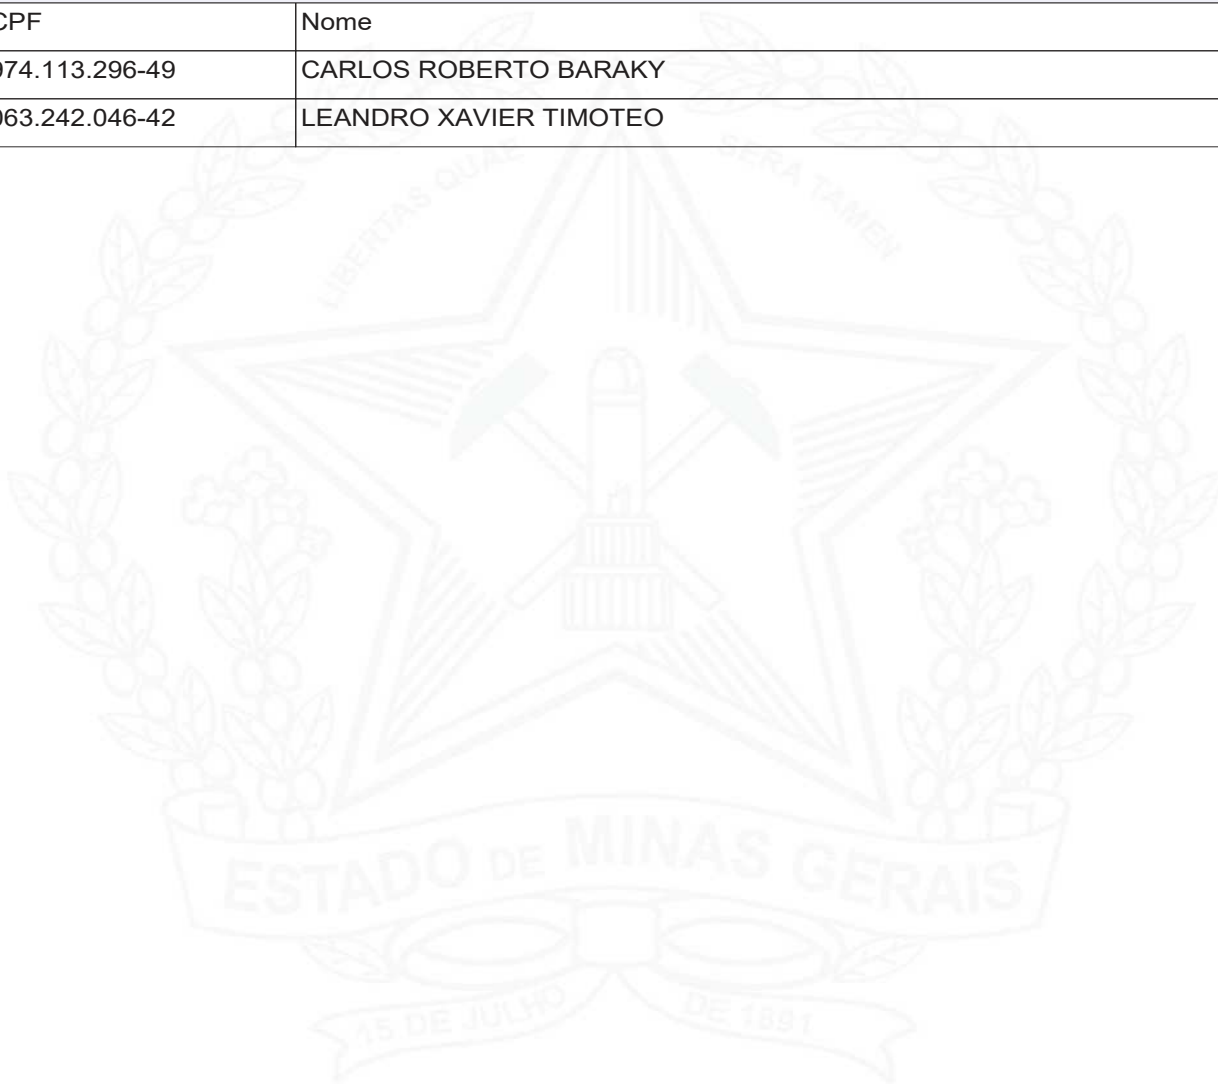 CPF Nome
974.113.296-49 CARLOS ROBERTO BARAKY
063.242.046-42 LEANDRO XAVIER TIMOTEO
LIBERTAS QUAE SERA TAMEN
ESTADO DE MINAS GERAIS
15 DE JULHO DE 1891